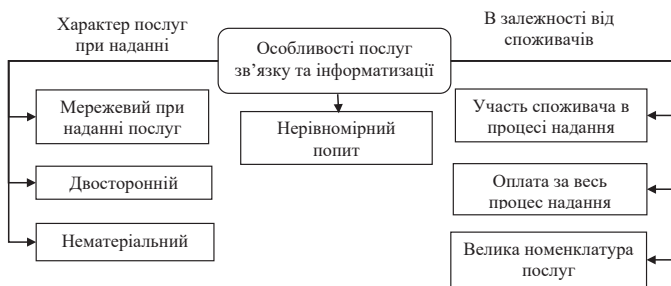 Характер послуг
при наданні
Особливості послуг
зв’язку та інформатизації
В залежності від
споживачів
Мережевий при
наданні послуг
Двосторонній
Нематеріальний
Нерівномірний
попит
Участь споживача в
процесі надання
Оплата за весь
процес надання
Велика номенклатура
послуг